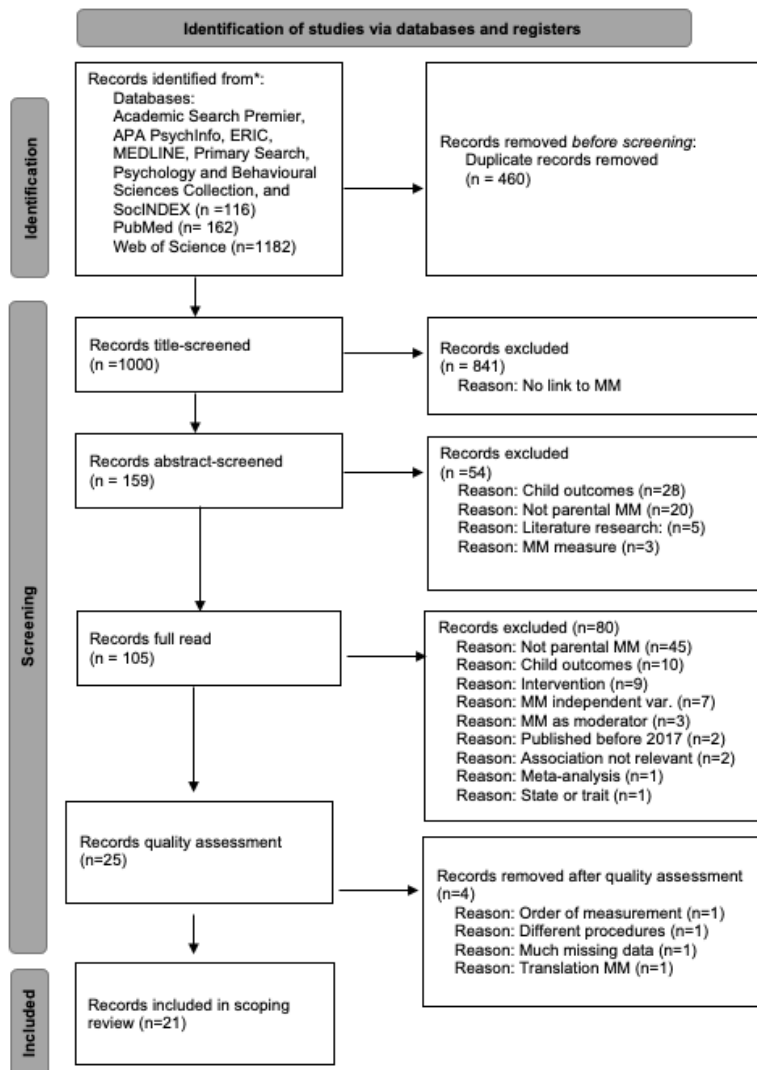 Identification of studies via databases and registers
Identification
Records identified from*:
Databases:
Academic Search Premier,
APA PsychInfo, ERIC,
MEDLINE, Primary Search,
Psychology and Behavioural
Sciences Collection, and
SocINDEX (n =116)
PubMed (n= 162)
Web of Science (n=1182)
Records removed before screening:
Duplicate records removed
(n = 460)
Screening
Records title-screened
(n =1000)
Records excluded
(n = 841)
Reason: No link to MM
Records abstract-screened
(n = 159)
Records excluded
(n =54)
Reason: Child outcomes (n=28)
Reason: Not parental MM (n=20)
Reason: Literature research: (n=5)
Reason: MM measure (n=3)
Records full read
(n = 105)
Records excluded (n=80)
Reason: Not parental MM (n=45)
Reason: Child outcomes (n=10)
Reason: Intervention (n=9)
Reason: MM independent var. (n=7)
Reason: MM as moderator (n=3)
Reason: Published before 2017 (n=2)
Reason: Association not relevant (n=2)
Reason: Meta-analysis (n=1)
Reason: State or trait (n=1)
Records quality assessment
(n=25)
Records removed after quality assessment
(n=4)
Reason: Order of measurement (n=1)
Reason: Different procedures (n=1)
Reason: Much missing data (n=1)
Reason: Translation MM (n=1)
Included
Records included in scoping
review (n=21)